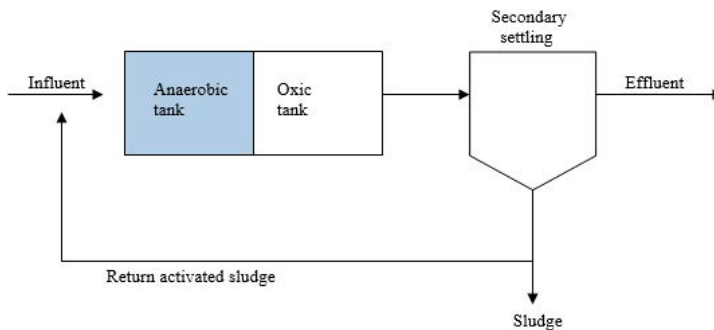 Secondary
settling
Influent
Anaerobic
tank
Oxic
tank
Effluent
Return activated sludge
Sludge